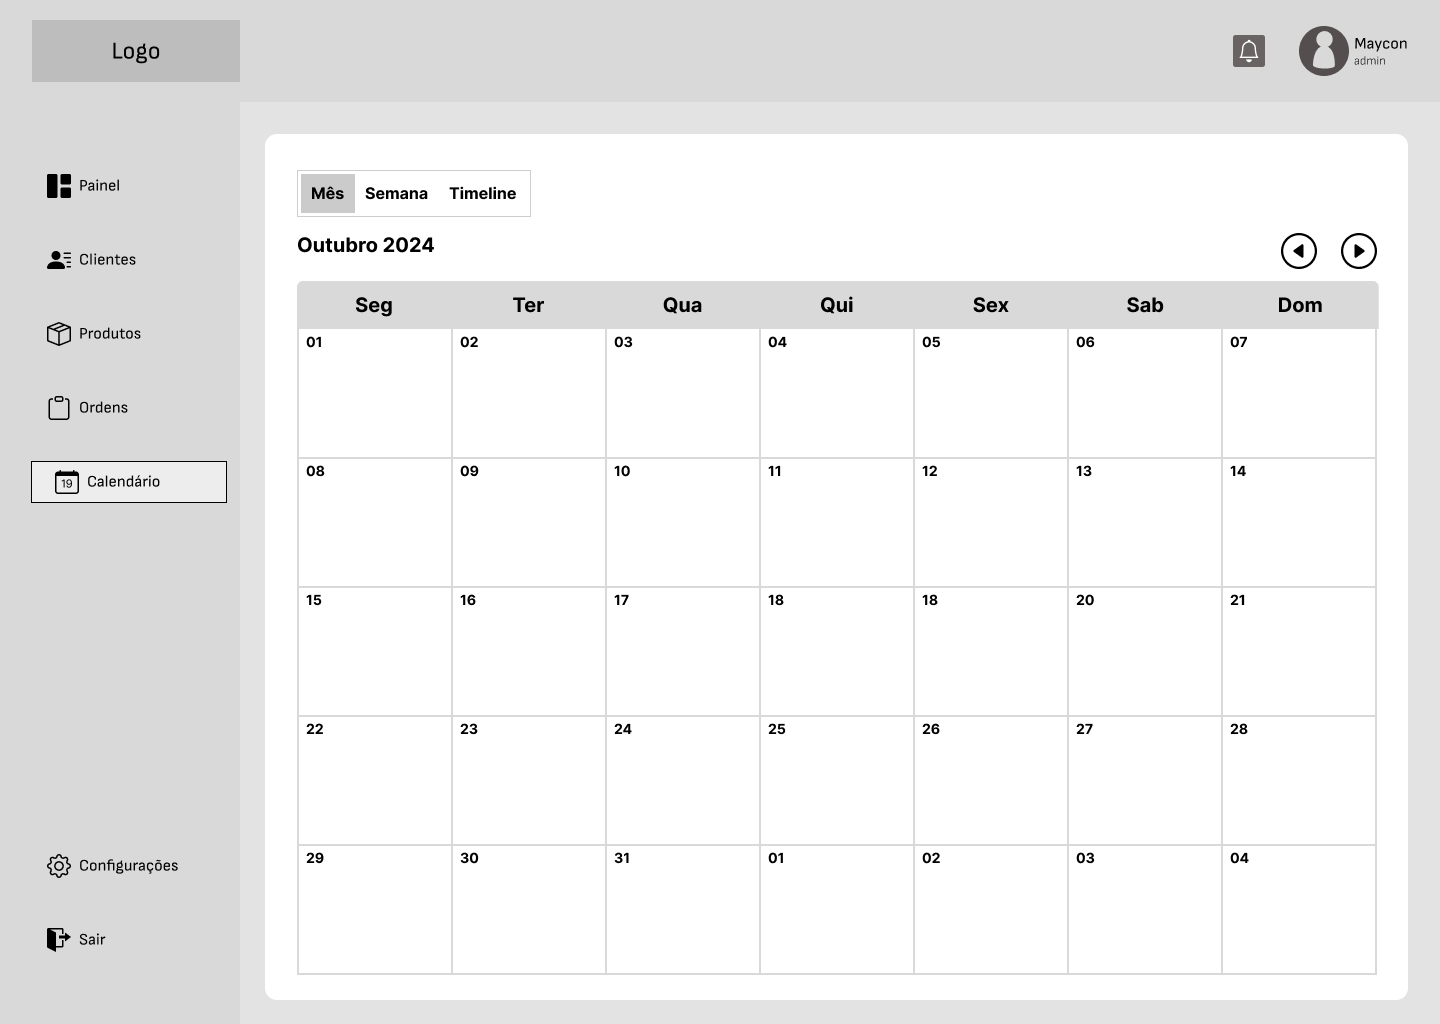 Logo
Maycon
admin
Painel
Clientes
Produtos
Ordens
19 Calendário
Configurações
Sair
Mês Semana Timeline
Outubro 2024
Seg Ter Qua Qui Sex Sab Dom
01 02 03 04 05 06 07
08 09 10 11 12 13 14
15 16 17 18 18 20 21
22 23 24 25 26 27 28
29 30 31 01 02 03 04